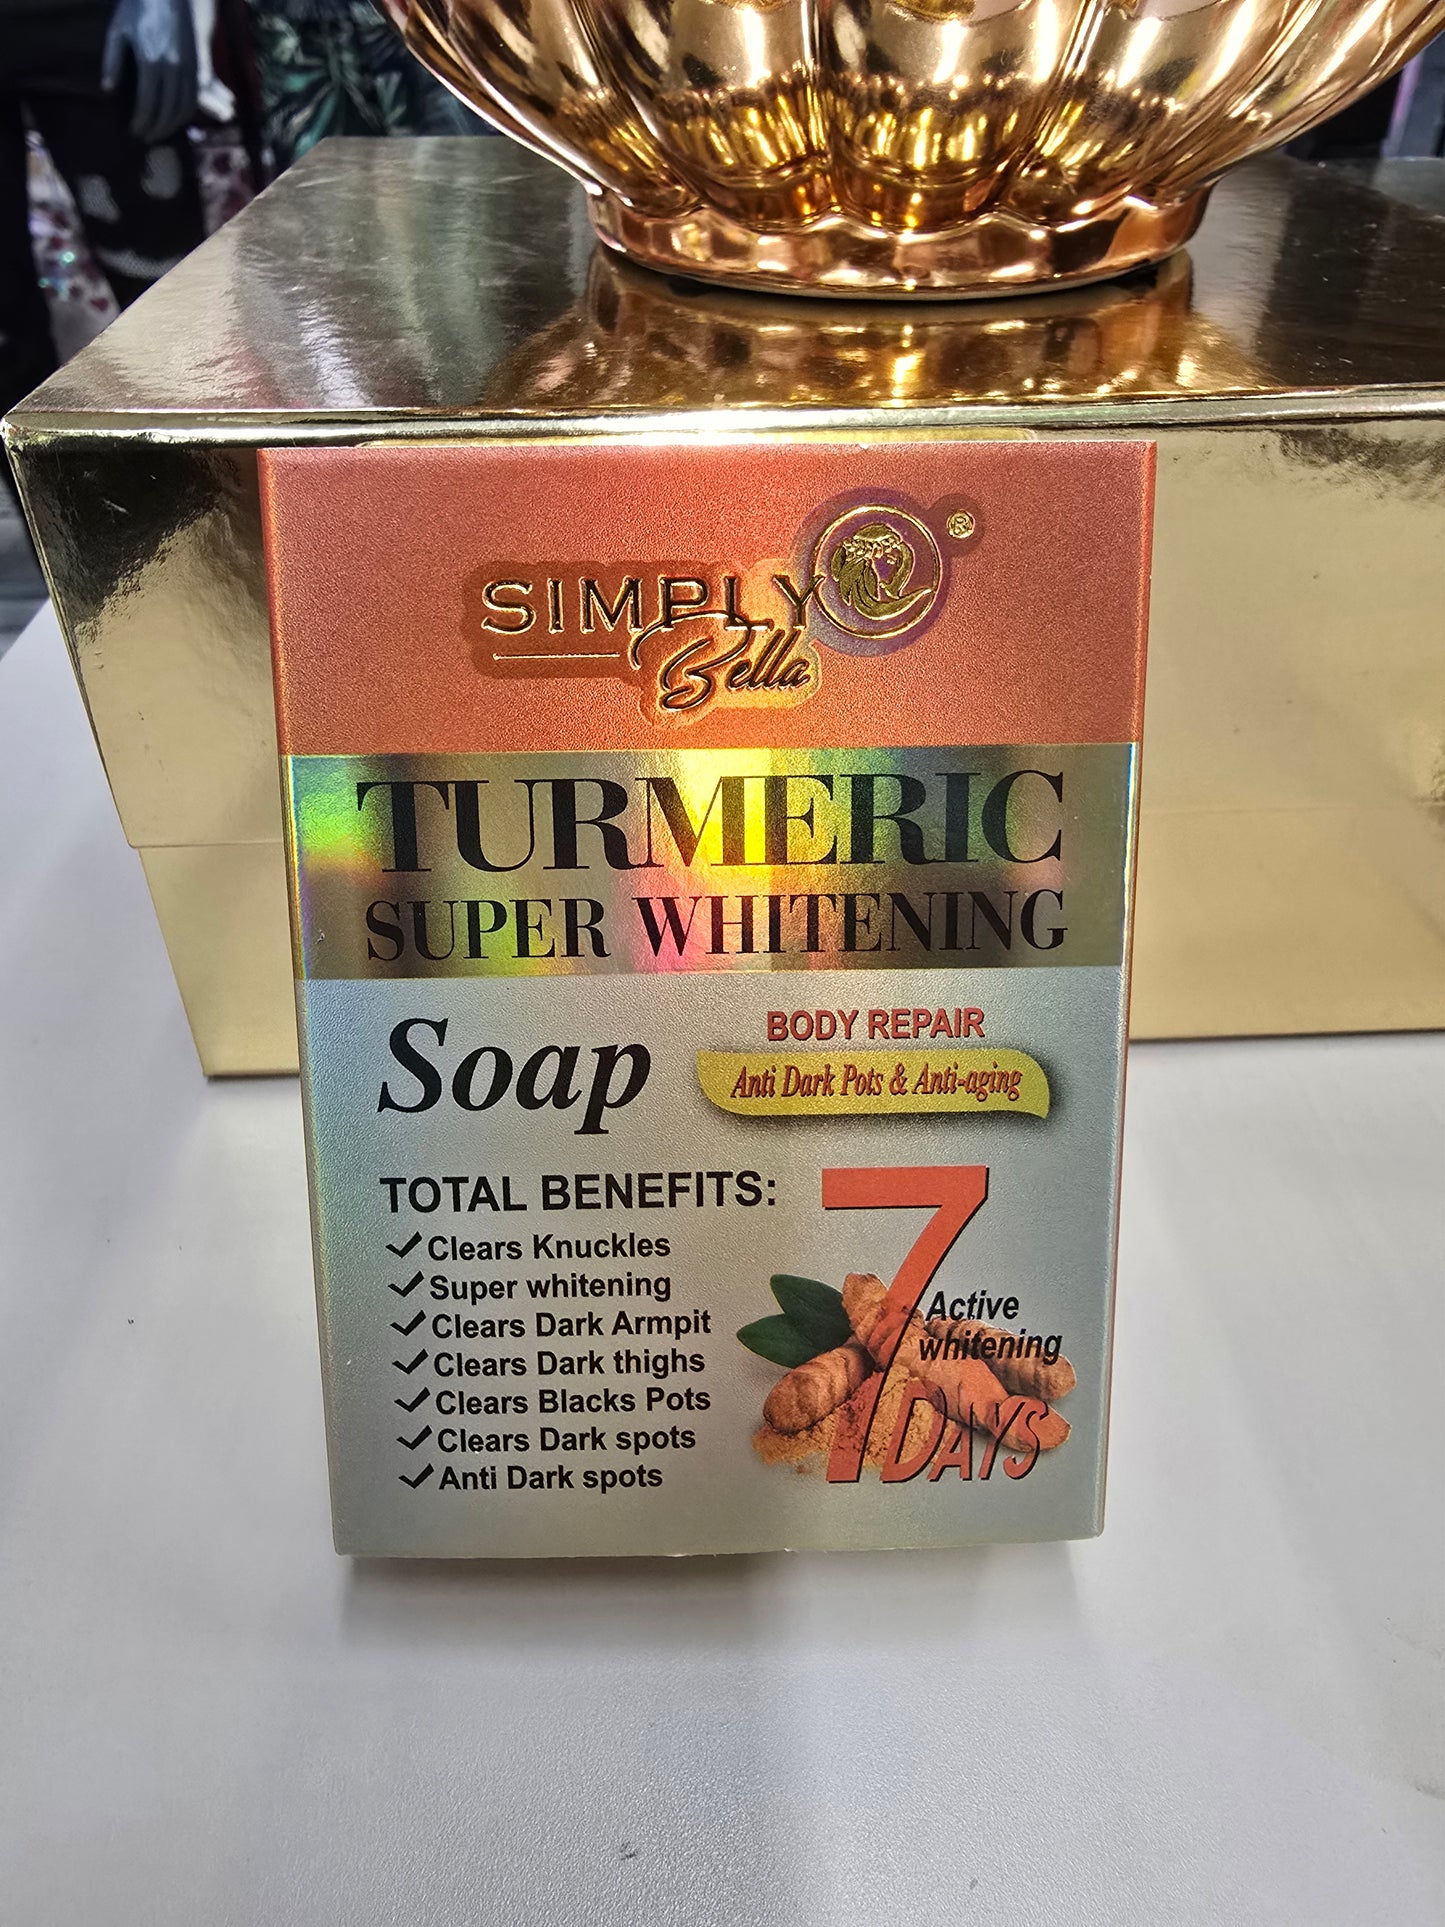 SIMPLY
Bella
®
TURMERIC
SUPER WHITENING
Soap
BODY REPAIR
Anti Dark Pots & Anti-aging
TOTAL BENEFITS:
Clears Knuckles
Super whitening
Clears Dark Armpit
Clears Dark thighs
Clears Blacks Pots
Clears Dark spots
Anti Dark spots
7
Active
whitening
DAYS